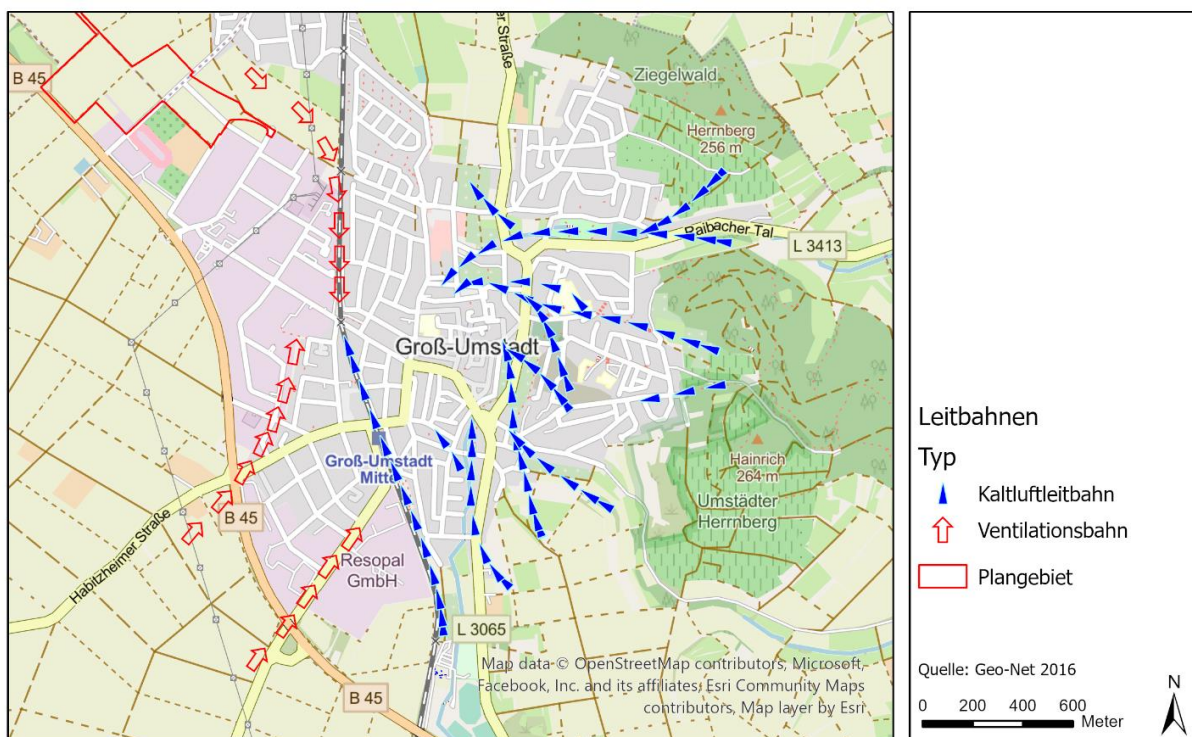 B 45
Straße
Ziegelwald
Herrnberg
256 m
Raibacher Tal
L 3413
Groß-Umstadt
Groß-Umstadt
Mitte
Hainrich
264 m
Umstädter
Herrnberg
B 45
Habitzheimer Straße
Resopal
GmbH
L 3065
B 45
Map data © OpenStreetMap contributors, Microsoft,
Facebook, Inc. and its affiliates, Esri Community Maps
contributors, Map layer by Esri
Leitbahnen
Typ
Kaltluftleitbahn
Ventilationsbahn
Plangebiet
Quelle: Geo-Net 2016
N
0 200 400 600
Meter